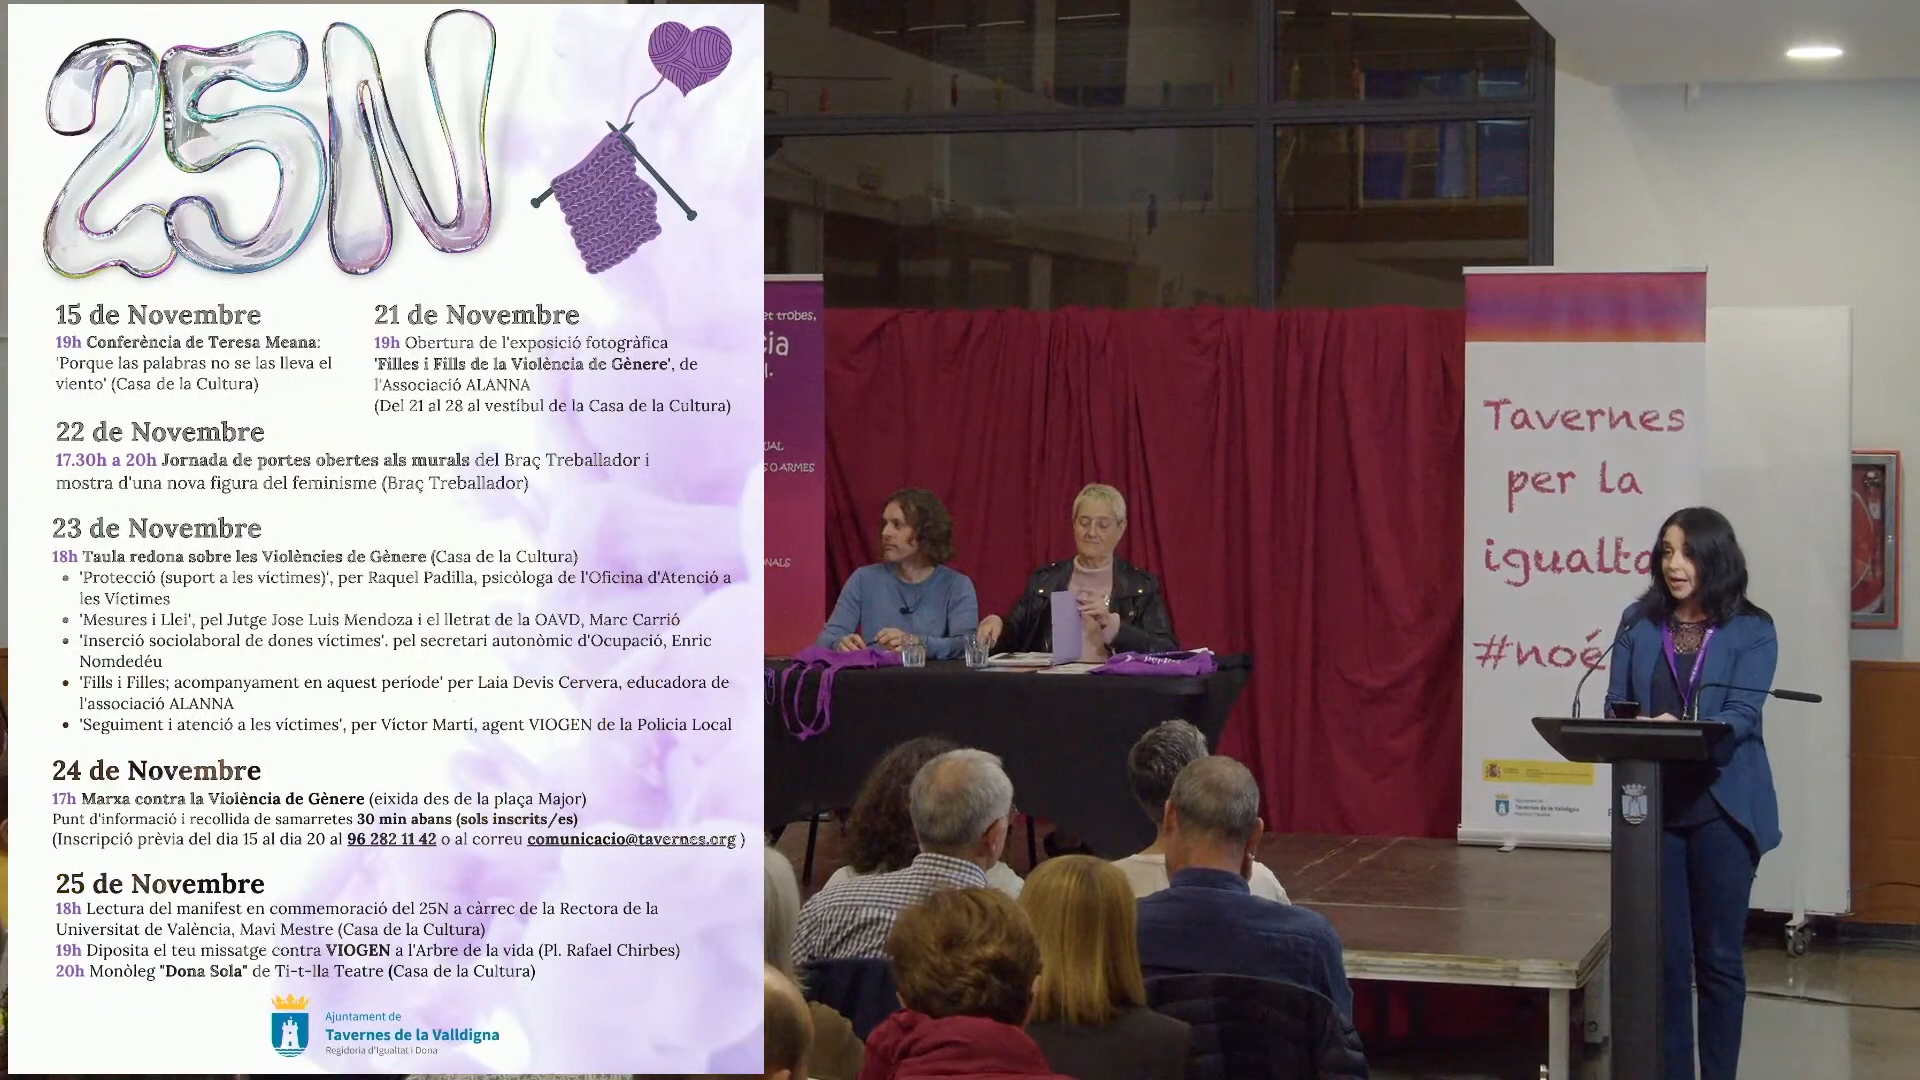 25N
15 de Novembre
19h Conferència de Teresa Meana:
'Porque las palabras no se las lleva el
viento' (Casa de la Cultura)
21 de Novembre
19h Obertura de l'exposició fotogràfica
'Filles i Fills de la Violència de Gènere', de
l'Associació ALANNA
(Del 21 al 28 al vestíbul de la Casa de la Cultura)
22 de Novembre
17.30h a 20h Jornada de portes obertes als murals del Braç Treballador i
mostra d'una nova figura del feminisme (Braç Treballador)
23 de Novembre
18h Taula redona sobre les Violències de Gènere (Casa de la Cultura)
• 'Protecció (suport a les víctimes)', per Raquel Padilla, psicòloga de l'Oficina d'Atenció a
les Víctimes
• 'Mesures i Llei', pel Jutge Jose Luis Mendoza i el lletrat de la OAVD, Marc Carrió
• 'Inserció sociolaboral de dones víctimes'. pel secretari autonòmic d'Ocupació, Enric
Nomdedéu
• 'Fills i Filles; acompanyament en aquest període' per Laia Devis Cervera, educadora de
l'associació ALANNA
• 'Seguiment i atenció a les víctimes', per Víctor Martí, agent VIOGEN de la Policia Local
24 de Novembre
17h Marxa contra la Violència de Gènere (eixida des de la plaça Major)
Punt d'informació i recollida de samarretes 30 min abans (sols inscrits/es)
(Inscripció prèvia del dia 15 al dia 20 al 96 282 11 42 o al correu comunicacio@tavernes.org )
25 de Novembre
18h Lectura del manifest en commemoració del 25N a càrrec de la Rectora de la
Universitat de València, Mavi Mestre (Casa de la Cultura)
19h Diposita el teu missatge contra VIOGEN a l'Arbre de la vida (Pl. Rafael Chirbes)
20h Monòleg "Dona Sola" de Ti-t-lla Teatre (Casa de la Cultura)
Ajuntament de
Tavernes de la Valldigna
Regidoria d'Igualtat i Dona
et trobes,
O ARMES
Tavernes
per la
igualta
#noé
Tavernes de la Valldigna